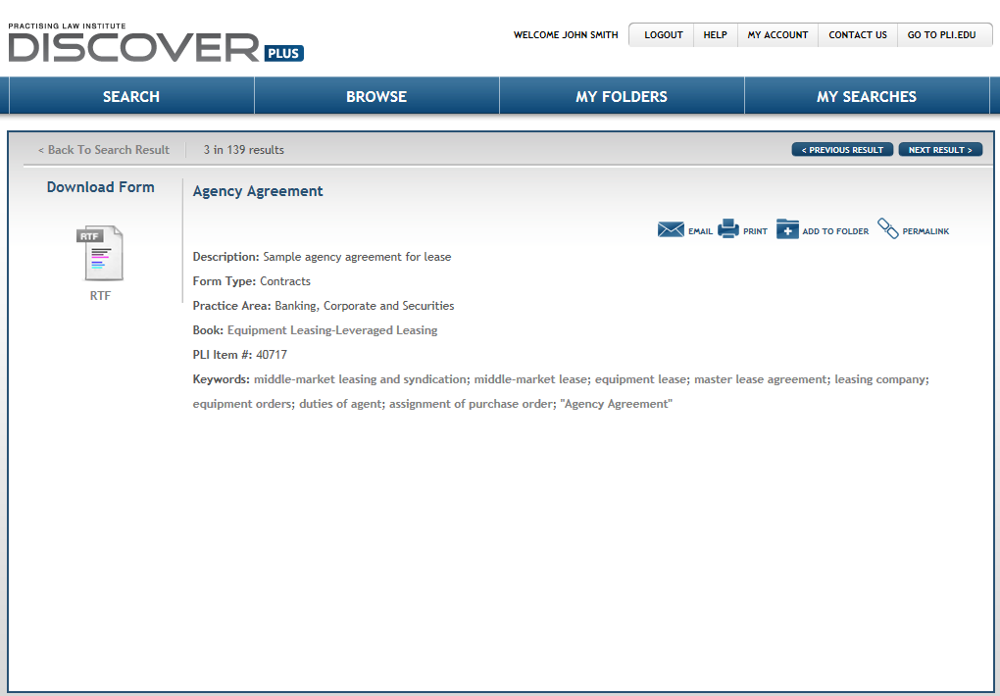 PRACTISING LAW INSTITUTE
DISCOVER PLUS
WELCOME JOHN SMITH LOGOUT HELP MY ACCOUNT CONTACT US GO TO PLI.EDU
SEARCH BROWSE MY FOLDERS MY SEARCHES
< Back To Search Result 3 in 139 results < PREVIOUS RESULT NEXT RESULT >
Download Form
RTF
RTF
Agency Agreement
EMAIL PRINT ADD TO FOLDER PERMALINK
Description: Sample agency agreement for lease
Form Type: Contracts
Practice Area: Banking, Corporate and Securities
Book: Equipment Leasing-Leveraged Leasing
PLI Item #: 40717
Keywords: middle-market leasing and syndication; middle-market lease; equipment lease; master lease agreement; leasing company;
equipment orders; duties of agent; assignment of purchase order; "Agency Agreement"